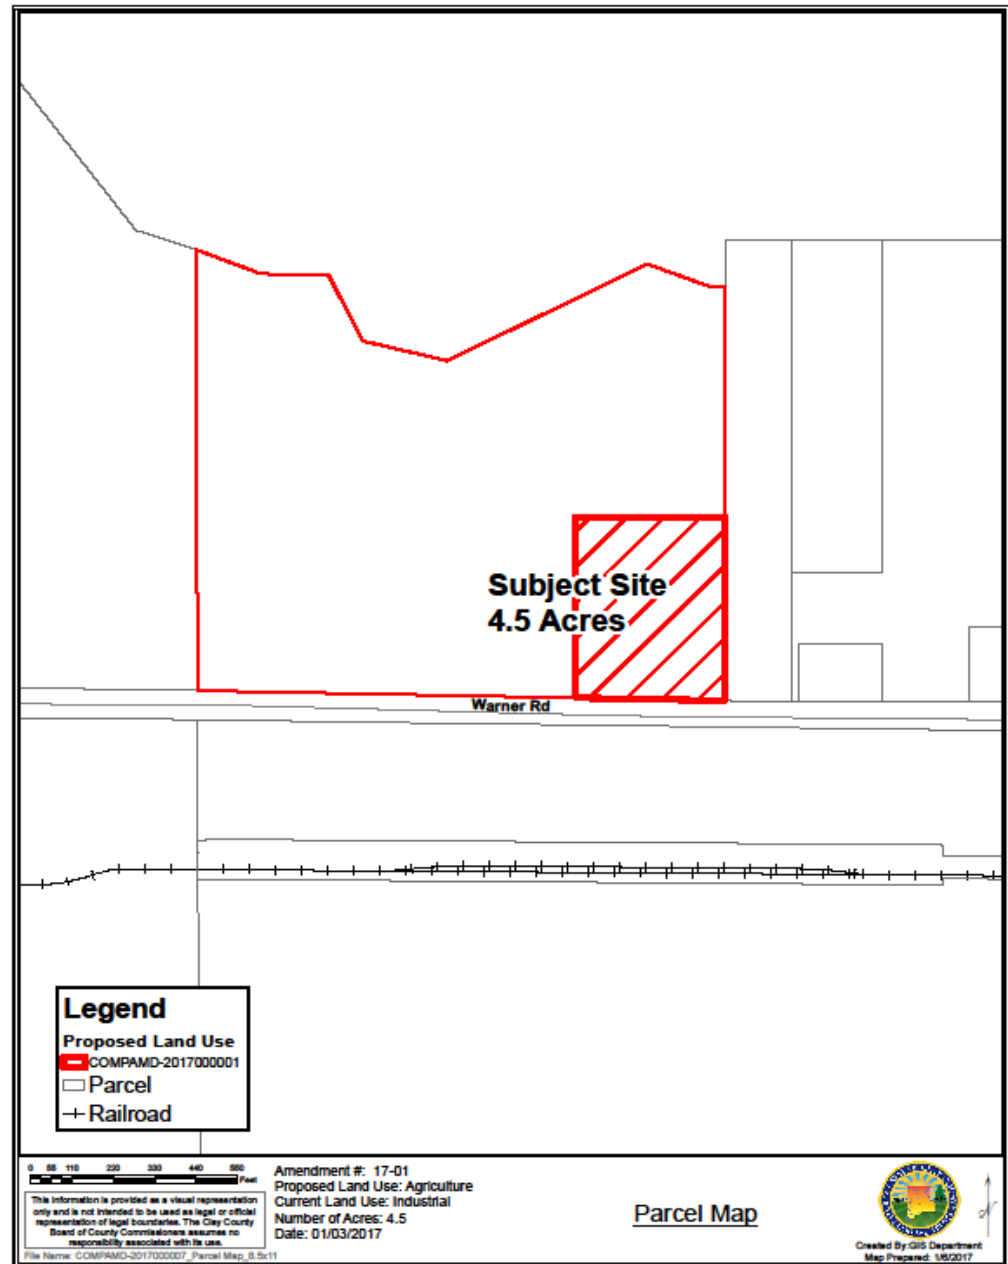 Subject Site
4.5 Acres
Warner Rd
Legend
Proposed Land Use
COMPAMD-2017000001
Parcel
Railroad
0 55 110 220 330 440 550
Feet
This information is provided as a visual representation
only and is not intended to be used as legal or official
representation of legal boundaries. The Clay County
Board of County Commissioners assumes no
responsibility associated with its use.
File Name: COMPAMD-2017000007_Parcel Map_8.5x11
Amendment #: 17-01
Proposed Land Use: Agriculture
Current Land Use: Industrial
Number of Acres: 4.5
Date: 01/03/2017
Parcel Map
Created By:GIS Department
Map Prepared: 1/6/2017